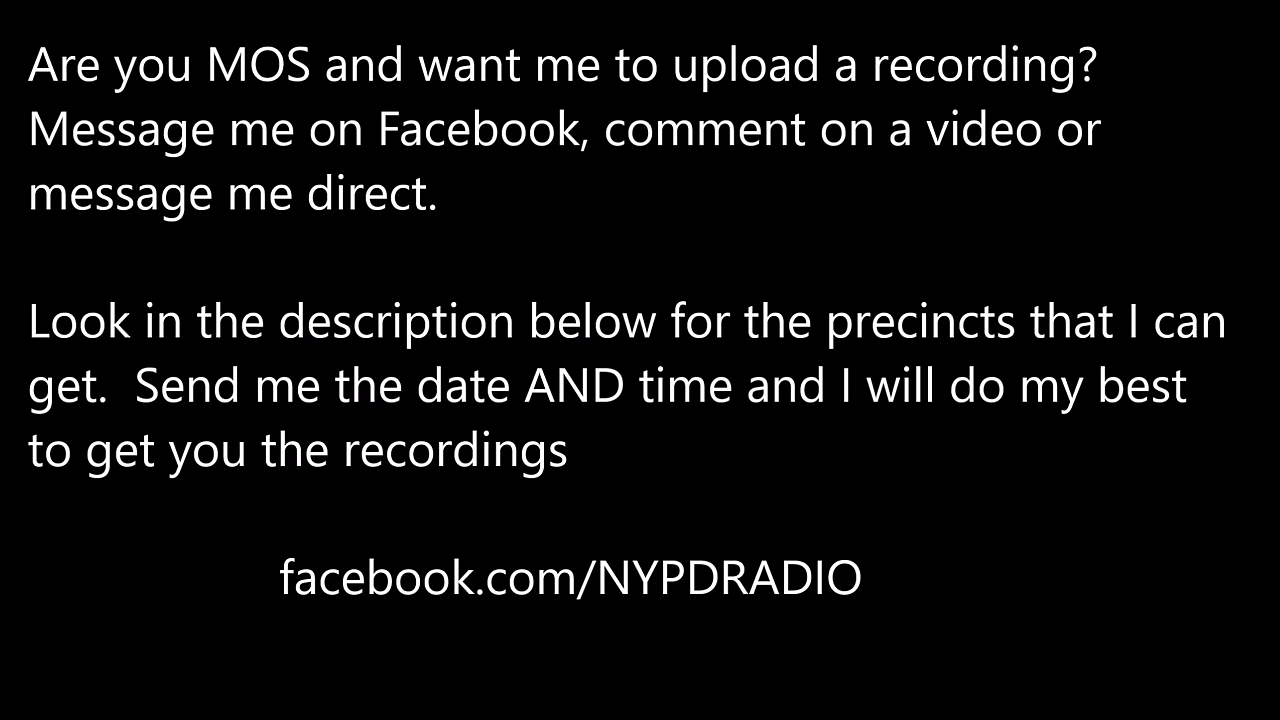 Are you MOS and want me to upload a recording?
Message me on Facebook, comment on a video or
message me direct.
Look in the description below for the precincts that I can
get.  Send me the date AND time and I will do my best
to get you the recordings
facebook.com/NYPDRADIO